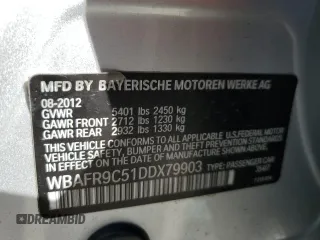 MFD BY BAYERISCHE MOTOREN WERKE AG
08-2012
GVWR 5401 lbs 2450 kg
GAWR FRONT 2712 lbs 1230 kg
GAWR REAR 2932 lbs 1330 kg
THIS VEHICLE CONFORMS TO ALL APPLICABLE
U.S. FEDERAL MOTOR VEHICLE SAFETY, BUMPER,
AND THEFT PREVENTION STANDARDS IN EFFECT
ON THE DATE OF MANUFACTURE SHOWN ABOVE.
WBAFR9C51DDX79903 TYPE: PASSENGER CAR